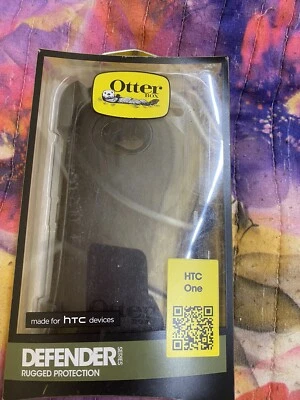 Otter
BOX
HTC
One
made for htc devices
DEFENDER SERIES
RUGGED PROTECTION